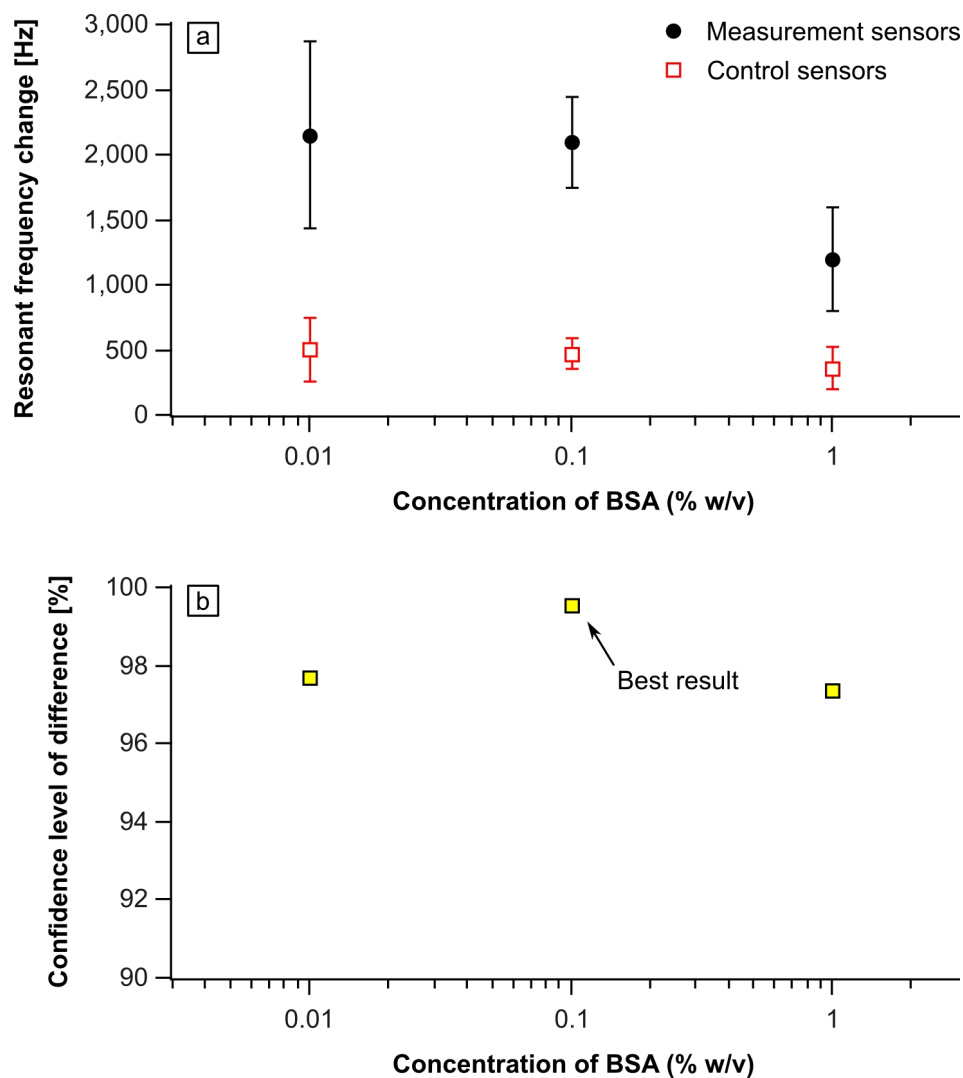 Resonant frequency change [Hz]
3,000
2,500
2,000
1,500
1,000
500
0
a
Measurement sensors
Control sensors
0.01 0.1 1
Concentration of BSA (% w/v)
Confidence level of difference [%]
100
98
96
94
92
90
b
Best result
0.01 0.1 1
Concentration of BSA (% w/v)